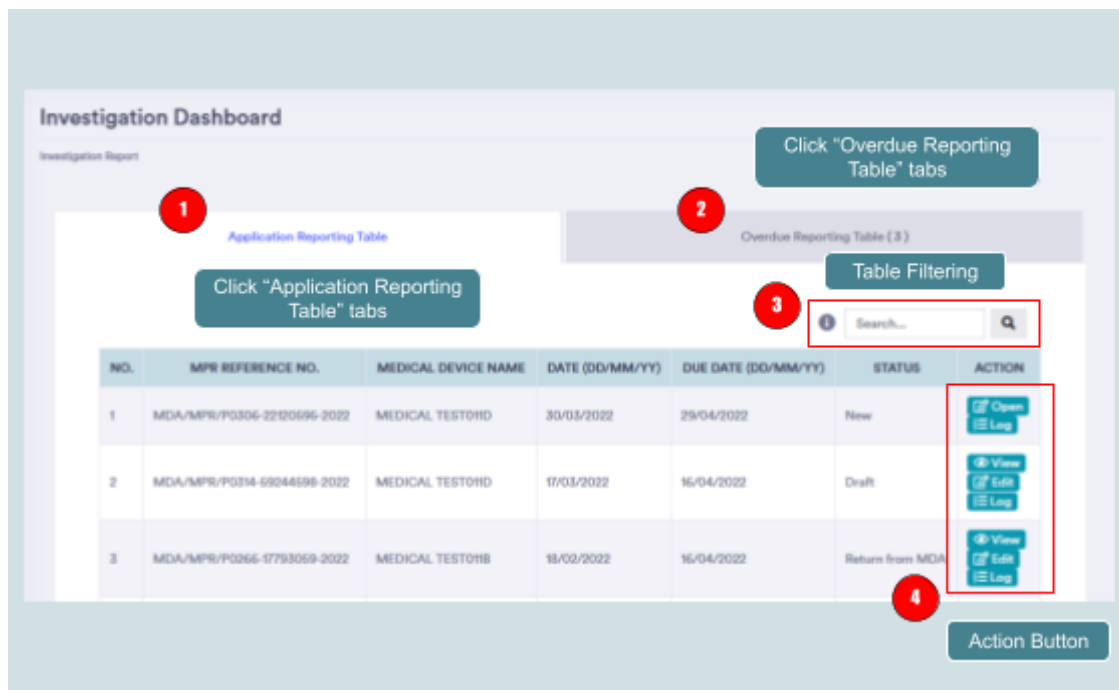 Investigation Dashboard
Investigation Report
Click “Overdue Reporting
Table” tabs
1
2
Application Reporting Table
Overdue Reporting Table ( 3 )
Click “Application Reporting
Table” tabs
Table Filtering
3
Search...
NO. MPR REFERENCE NO. MEDICAL DEVICE NAME DATE (DD/MM/YY) DUE DATE (DD/MM/YY) STATUS ACTION
1 MDA/MPR/P0306-22120696-2022 MEDICAL TEST011D 30/03/2022 29/04/2022 New Open
Log
2 MDA/MPR/P0314-59244598-2022 MEDICAL TEST011D 17/03/2022 16/04/2022 Draft View
Edit
Log
3 MDA/MPR/P0266-17793059-2022 MEDICAL TEST011B 18/02/2022 16/04/2022 Return from MDA View
Edit
Log
4
Action Button